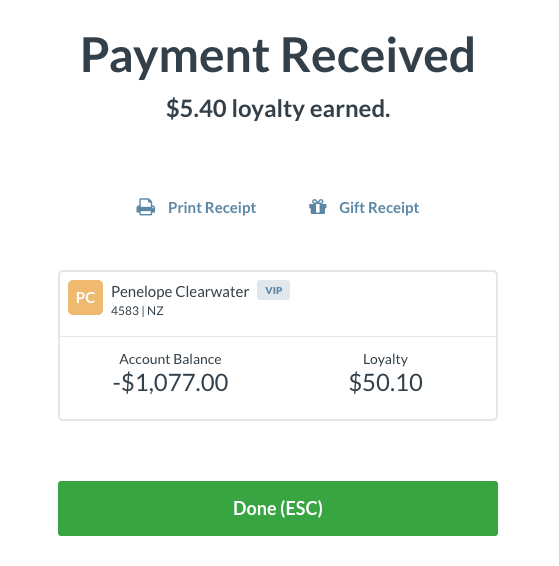 Payment Received
$5.40 loyalty earned.
Print Receipt Gift Receipt
PC Penelope Clearwater VIP
4583 | NZ
Account Balance Loyalty
-$1,077.00 $50.10
Done (ESC)